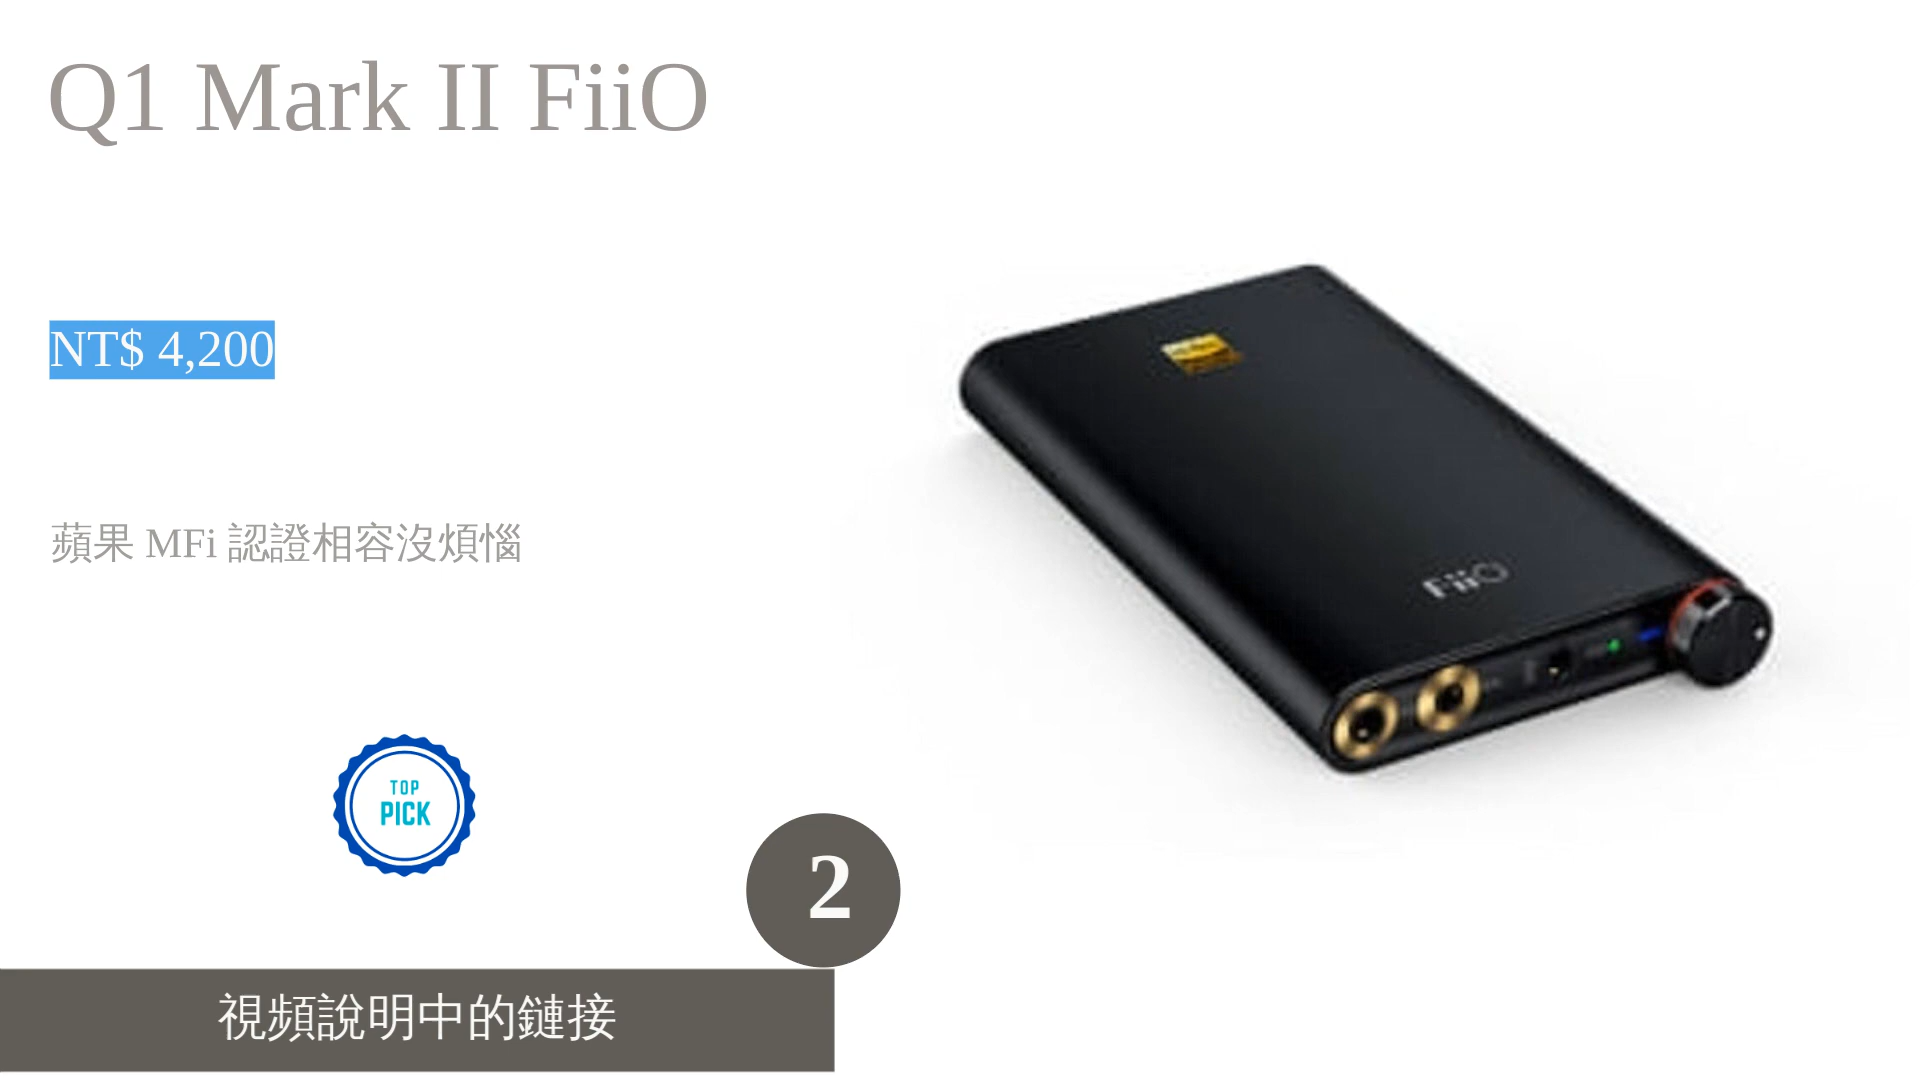 Q1 Mark II FiiO
NT$ 4,200
蘋果 MFi 認證相容沒煩惱
FiiO
TOP
PICK
2
視頻說明中的鏈接